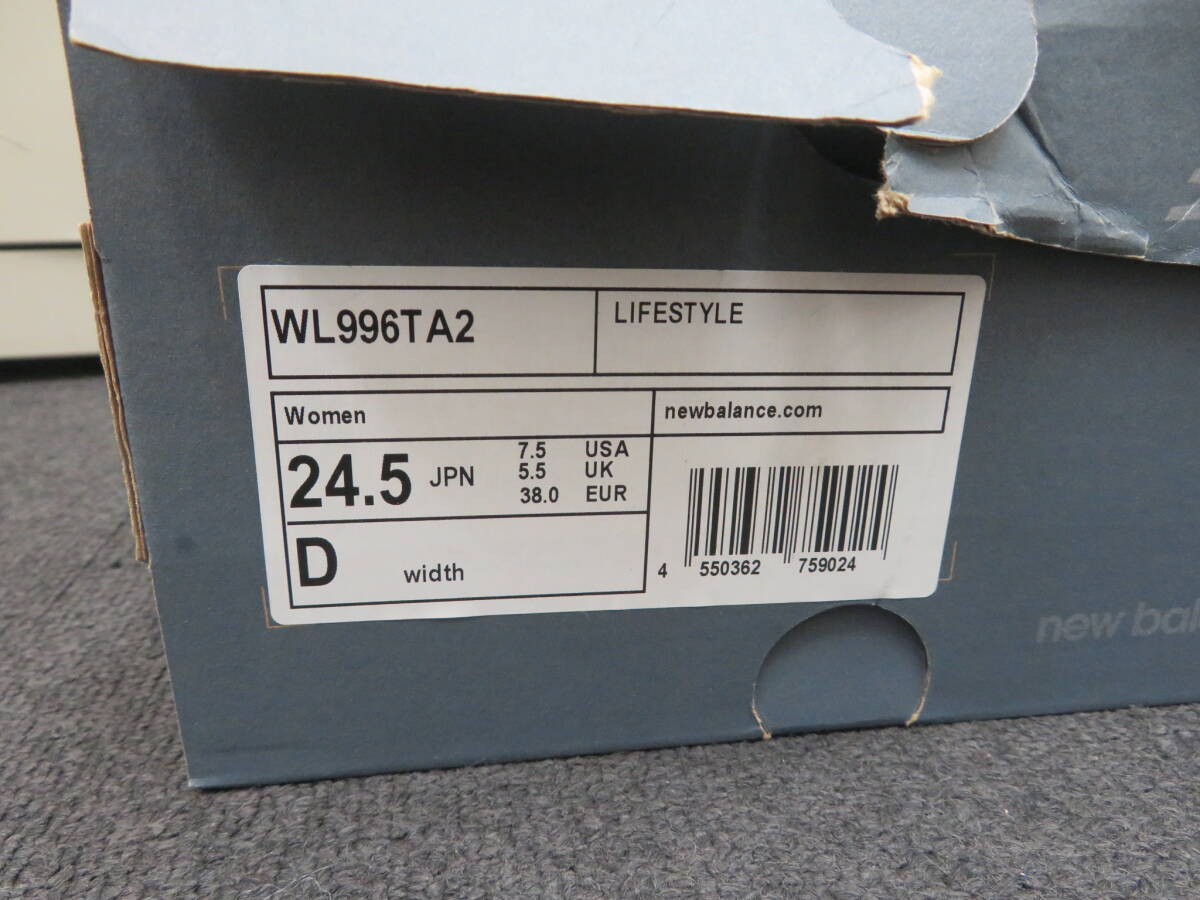 WL996TA2
LIFESTYLE
Women
newbalance.com
24.5 JPN
7.5 USA
5.5 UK
38.0 EUR
D width
4 550362 759024
new bal